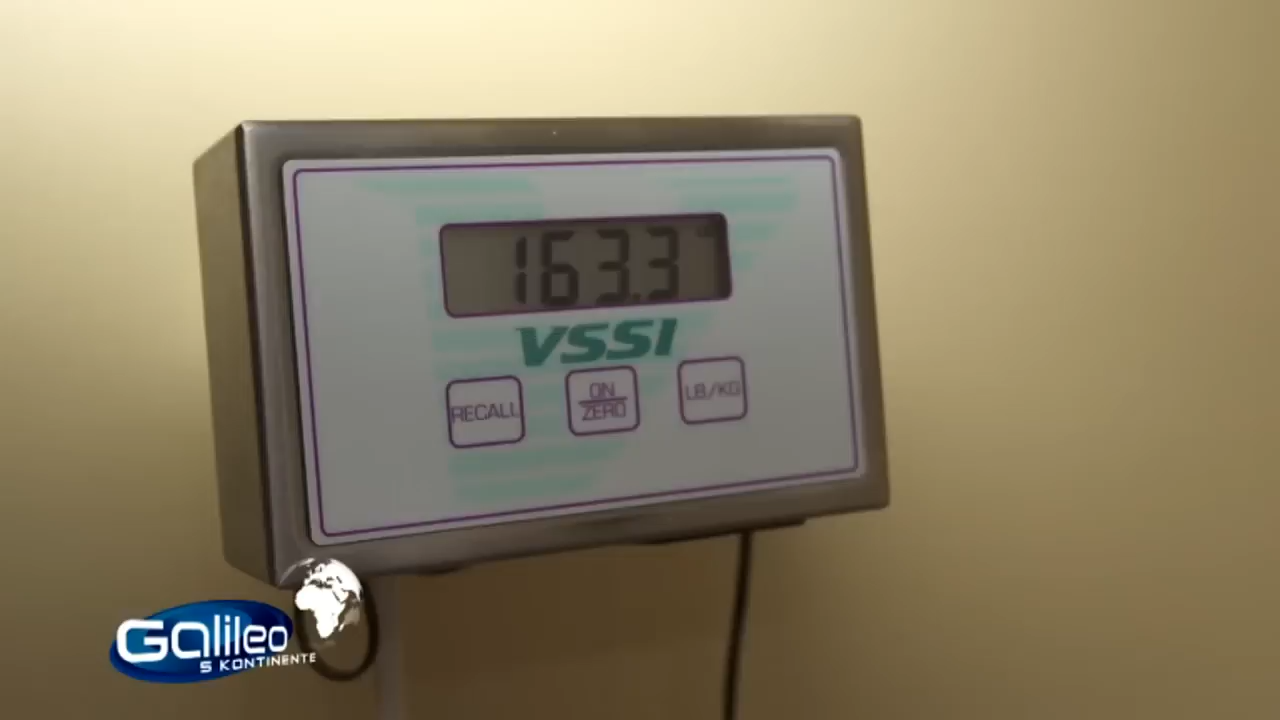 163.3
VSSI
RECALL
ON
ZERO
LB/KG
Galileo
5 KONTINENTE